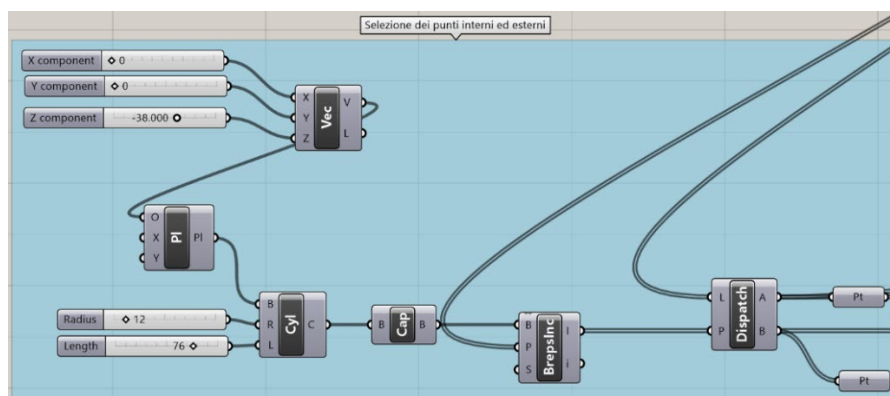 Selezione dei punti interni ed esterni
X component 0
Y component 0
Z component -38.000
X
Y
Z
Vec
V
L
O
X
Y
Pl
Pl
Radius 12
Length 76
B
R
L
Cyl
C
B
Cap
B
B
P
S
BrepsInc
I
i
L
P
Dispatch
A
B
Pt
Pt